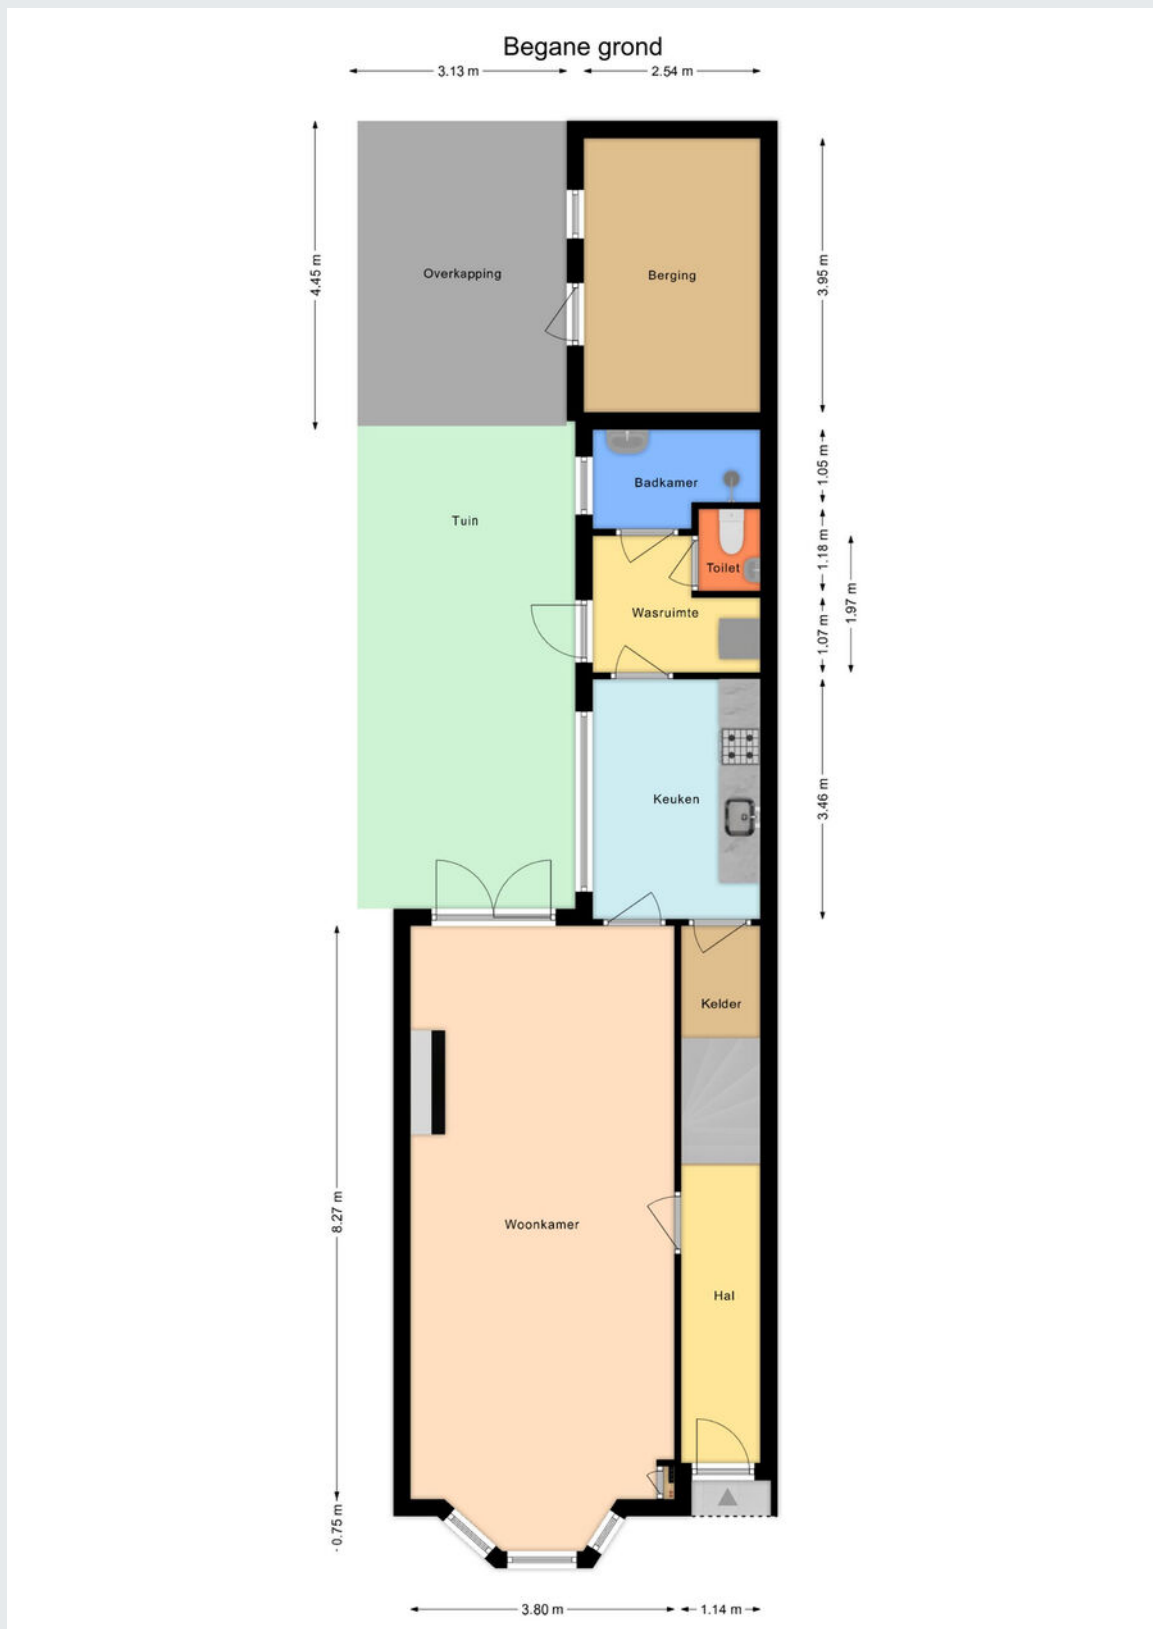 Begane grond
3.13 m
2.54 m
4.45 m
3.95 m
Overkapping
Berging
1.05 m
Badkamer
Tuin
1.18 m
Toilet
1.97 m
Wasruimte
1.07 m
Keuken
3.46 m
Kelder
8.27 m
Woonkamer
Hal
0.75 m
3.80 m
1.14 m